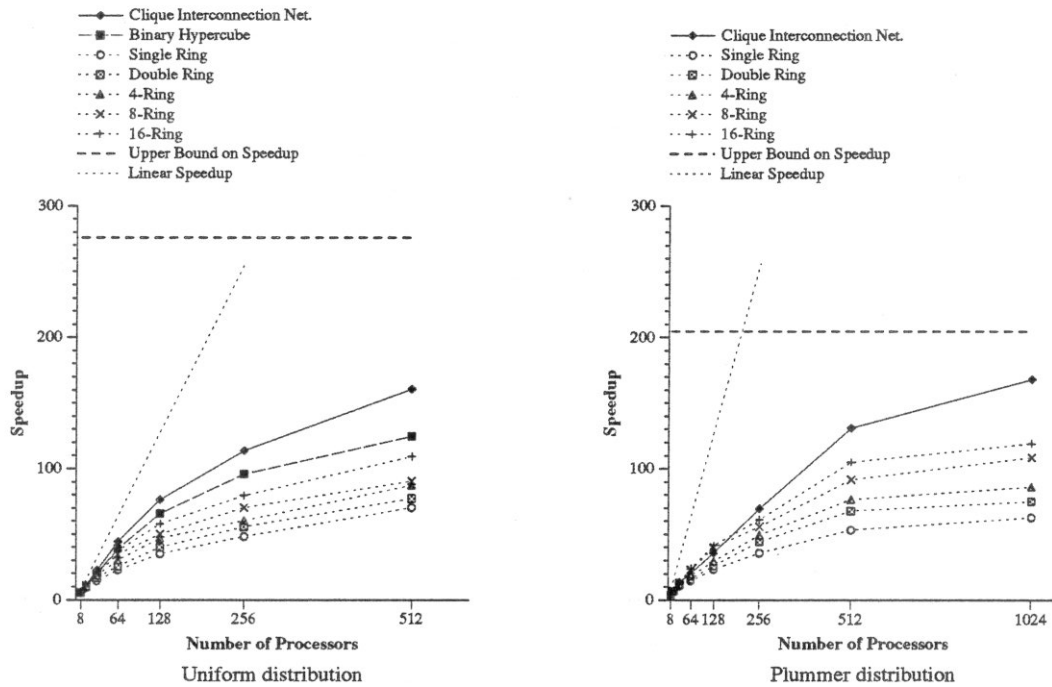 Clique Interconnection Net.
Binary Hypercube
Single Ring
Double Ring
4-Ring
8-Ring
16-Ring
Upper Bound on Speedup
Linear Speedup
300
200
100
0
Speedup
8 64 128 256 512
Number of Processors
Uniform distribution
Clique Interconnection Net.
Single Ring
Double Ring
4-Ring
8-Ring
16-Ring
Upper Bound on Speedup
Linear Speedup
300
200
100
0
Speedup
8 64 128 256 512 1024
Number of Processors
Plummer distribution